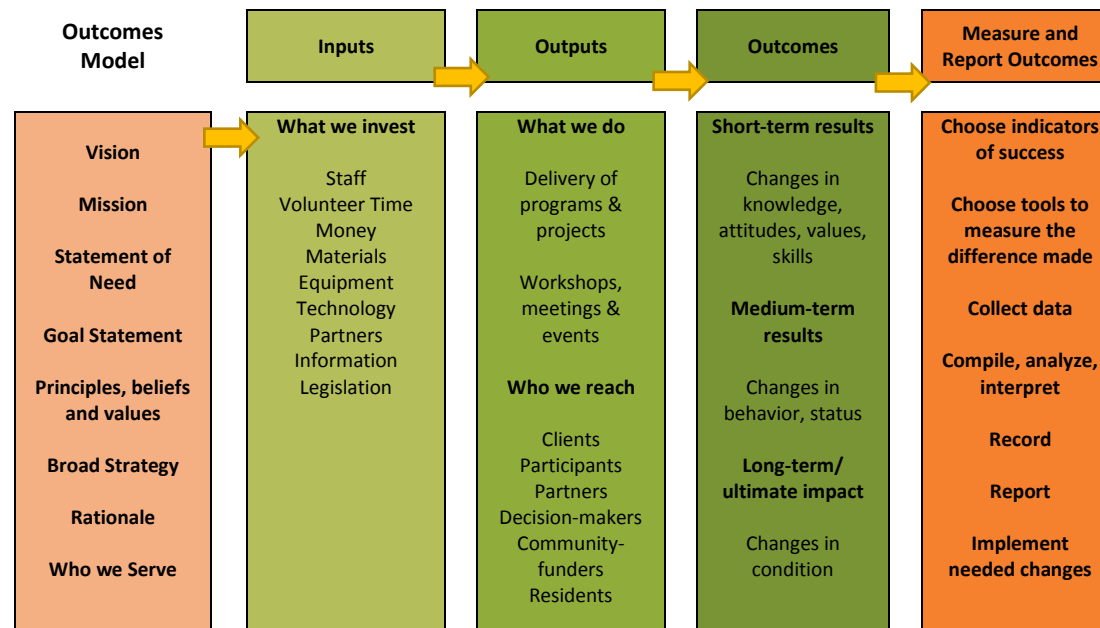 Outcomes
Model
Inputs
Outputs
Outcomes
Measure and
Report Outcomes
Vision
Mission
Statement of
Need
Goal Statement
Principles, beliefs
and values
Broad Strategy
Rationale
Who we Serve
What we invest
Staff
Volunteer Time
Money
Materials
Equipment
Technology
Partners
Information
Legislation
What we do
Delivery of
programs &
projects
Workshops,
meetings &
events
Who we reach
Clients
Participants
Partners
Decision-makers
Community-
funders
Residents
Short-term results
Changes in
knowledge,
attitudes, values,
skills
Medium-term
results
Changes in
behavior, status
Long-term/
ultimate impact
Changes in
condition
Choose indicators
of success
Choose tools to
measure the
difference made
Collect data
Compile, analyze,
interpret
Record
Report
Implement
needed changes